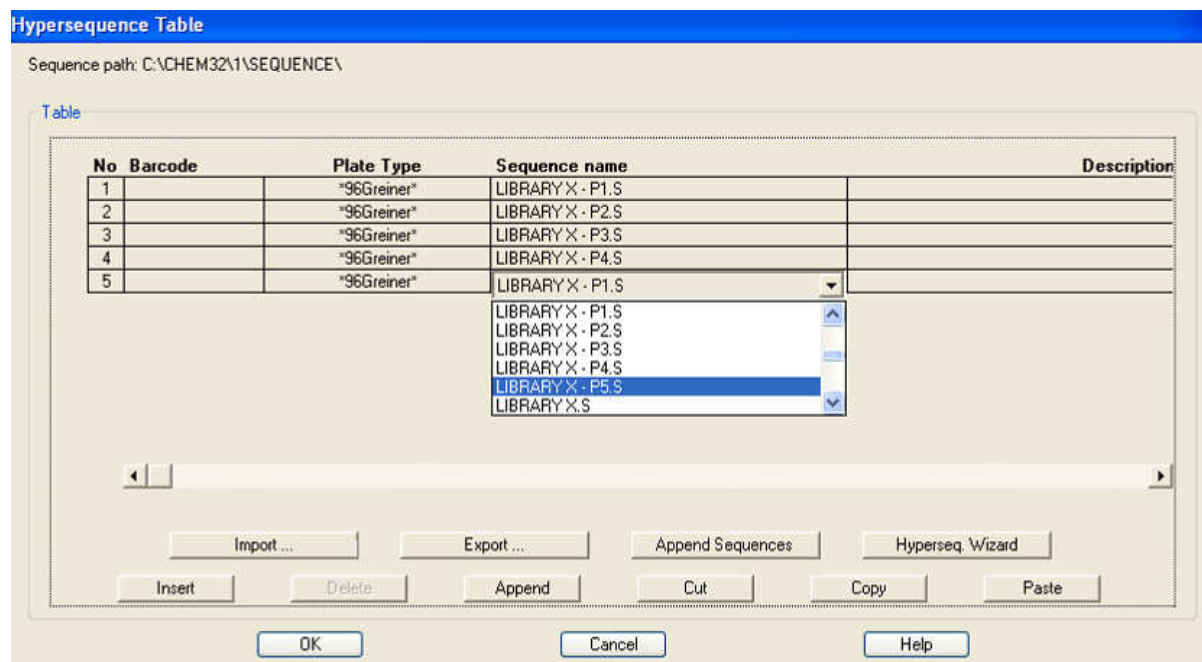 Hypersequence Table
Sequence path: C:\CHEM32\1\SEQUENCE\
Table
No Barcode Plate Type Sequence name Description
1 *96Greiner* LIBRARY X - P1.S
2 *96Greiner* LIBRARY X - P2.S
3 *96Greiner* LIBRARY X - P3.S
4 *96Greiner* LIBRARY X - P4.S
5 *96Greiner* LIBRARY X - P1.S
LIBRARY X - P1.S
LIBRARY X - P2.S
LIBRARY X - P3.S
LIBRARY X - P4.S
LIBRARY X - P5.S
LIBRARY X.S
Import ... Export ... Append Sequences Hyperseq. Wizard
Insert Delete Append Cut Copy Paste
OK Cancel Help